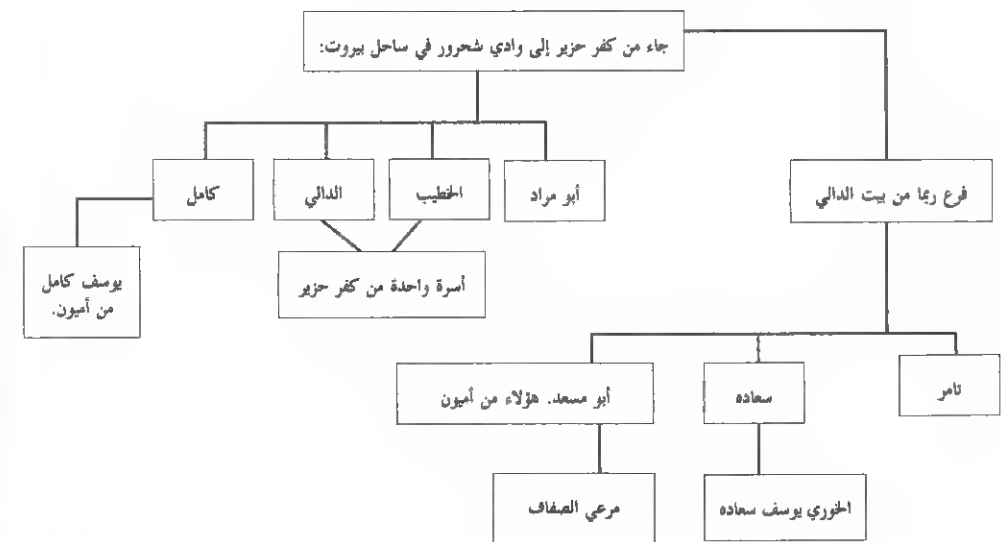 جاء من كفر حزير إلى وادي شحرور في ساحل بيروت:
أبو مراد
الخطيب
الدالي
كامل
فرع ربما من بيت الدالي
أسرة واحدة من كفر حزير
يوسف كامل
من أميون.
تامر
سعاده
أبو مسعد. هؤلاء من أميون
الخوري يوسف سعاده
مرعي الصفاف